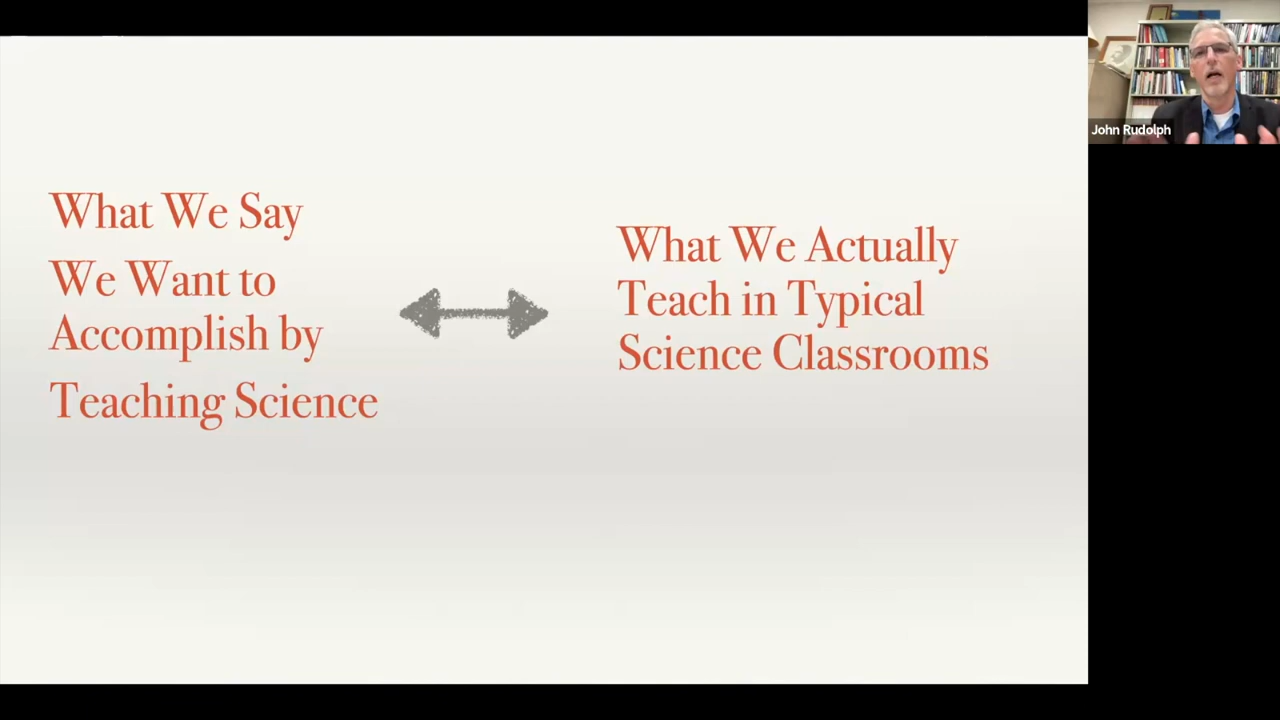 What We Say
We Want to
Accomplish by
Teaching Science
What We Actually
Teach in Typical
Science Classrooms
John Rudolph